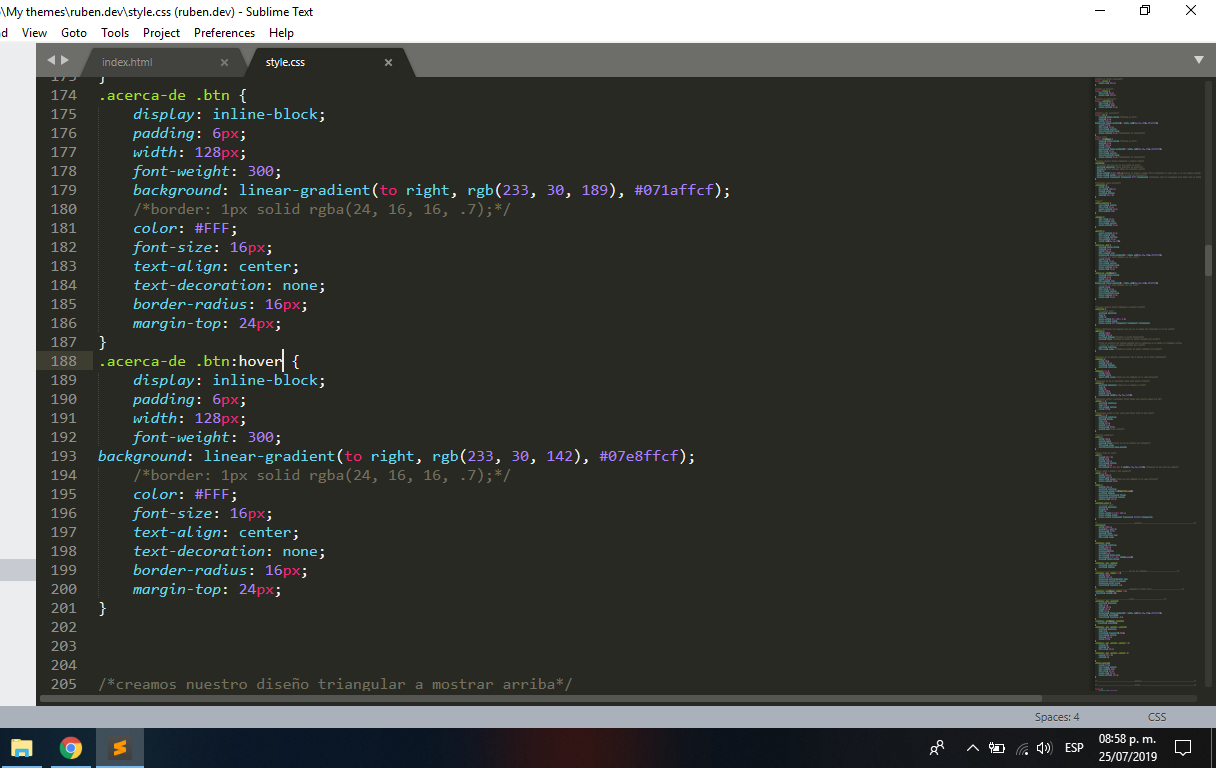 \My themes\ruben.dev\style.css (ruben.dev) - Sublime Text
d View Goto Tools Project Preferences Help
index.html × style.css ×
173 }
174 .acerca-de .btn {
175 display: inline-block;
176 padding: 6px;
177 width: 128px;
178 font-weight: 300;
179 background: linear-gradient(to right, rgb(233, 30, 189), #071affcf);
180 /*border: 1px solid rgba(24, 16, 16, .7);*/
181 color: #FFF;
182 font-size: 16px;
183 text-align: center;
184 text-decoration: none;
185 border-radius: 16px;
186 margin-top: 24px;
187 }
188 .acerca-de .btn:hover {
189 display: inline-block;
190 padding: 6px;
191 width: 128px;
192 font-weight: 300;
193 background: linear-gradient(to right, rgb(233, 30, 142), #07e8ffcf);
194 /*border: 1px solid rgba(24, 16, 16, .7);*/
195 color: #FFF;
196 font-size: 16px;
197 text-align: center;
198 text-decoration: none;
199 border-radius: 16px;
200 margin-top: 24px;
201 }
202
203
204
205 /*creamos nuestro diseño triangular a mostrar arriba*/
Spaces: 4 CSS
ESP
08:58 p. m.
25/07/2019